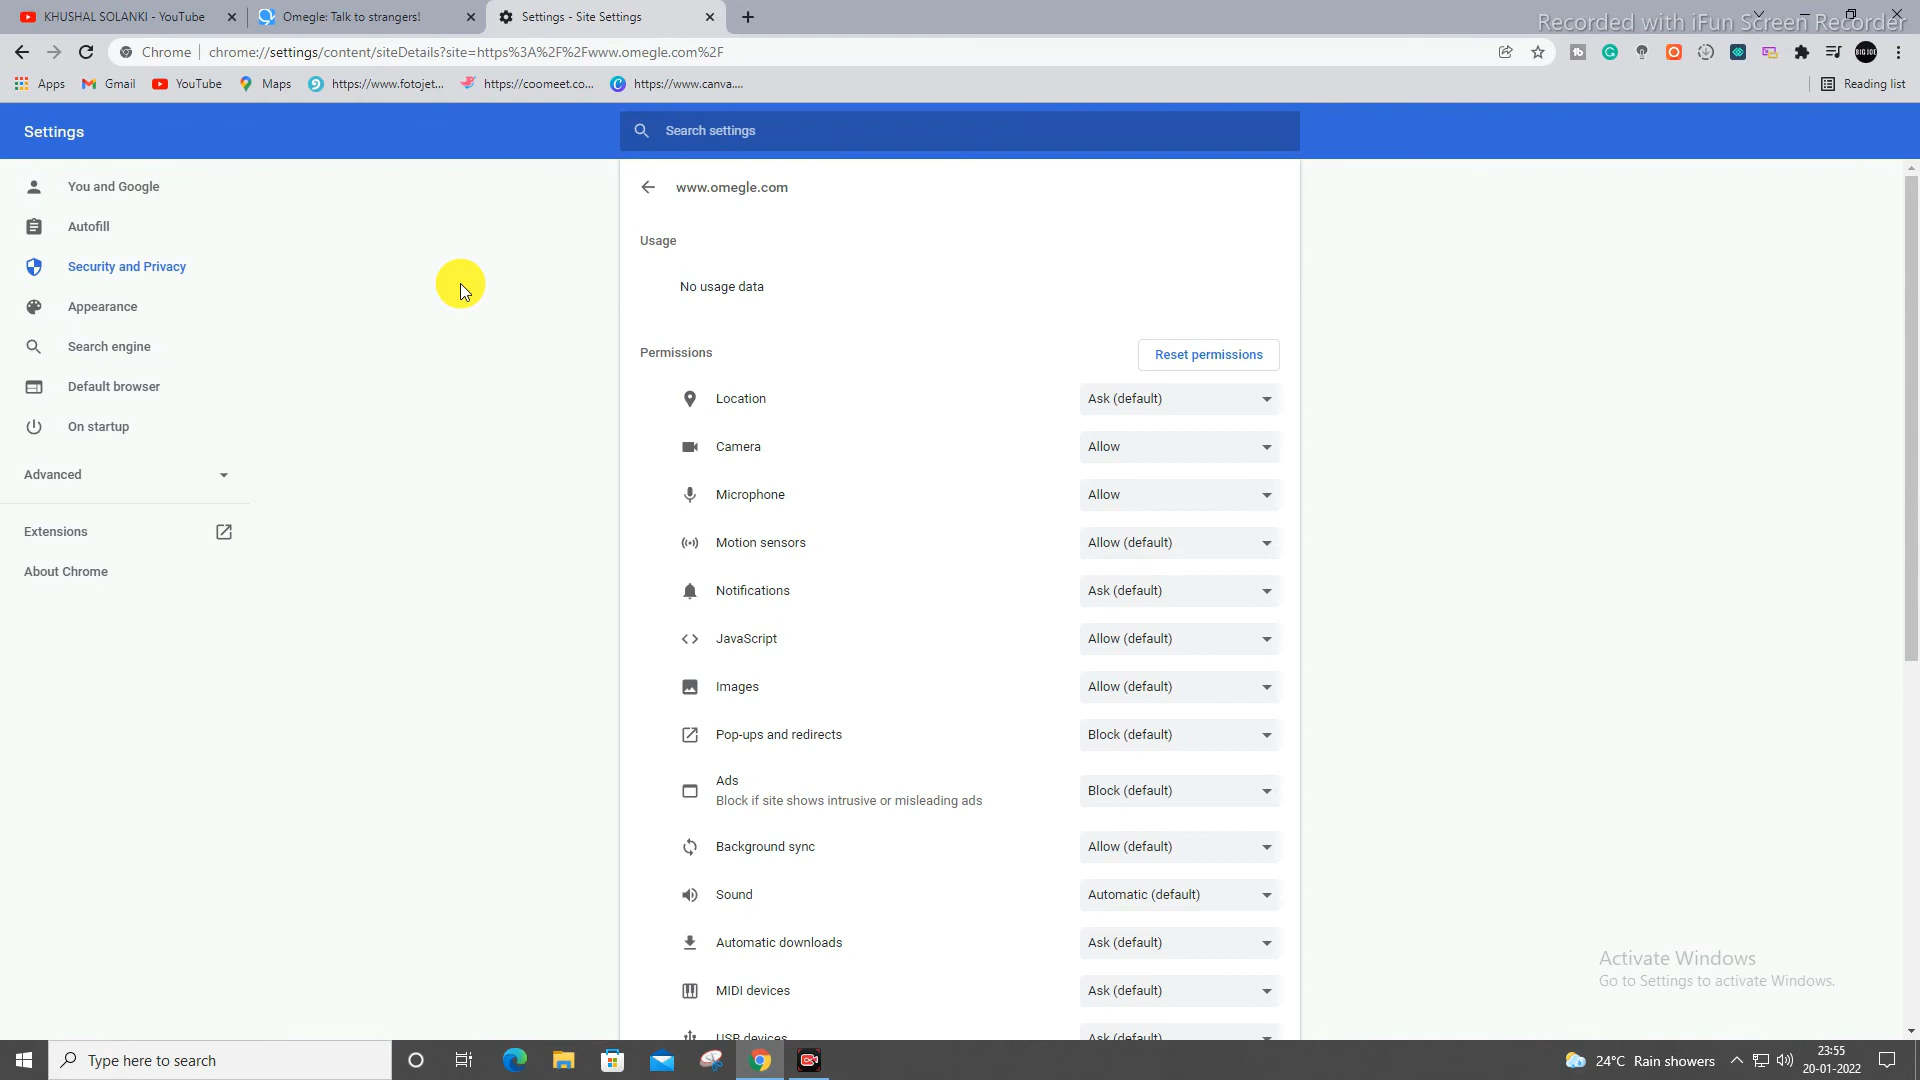 KHUSHAL SOLANKI - YouTube
Omegle: Talk to strangers!
Settings - Site Settings
Recorded with iFun Screen Recorder
Chrome
chrome://settings/content/siteDetails?site=https%3A%2F%2Fwww.omegle.com%2F
BIG JOE
Apps
Gmail
YouTube
Maps
https://www.fotojet...
https://coomeet.co...
https://www.canva....
Reading list
Settings
Search settings
You and Google
Autofill
Security and Privacy
Appearance
Search engine
Default browser
On startup
Advanced
Extensions
About Chrome
www.omegle.com
Usage
No usage data
Permissions
Reset permissions
Location
Ask (default)
Camera
Allow
Microphone
Allow
Motion sensors
Allow (default)
Notifications
Ask (default)
JavaScript
Allow (default)
Images
Allow (default)
Pop-ups and redirects
Block (default)
Ads
Block if site shows intrusive or misleading ads
Block (default)
Background sync
Allow (default)
Sound
Automatic (default)
Automatic downloads
Ask (default)
MIDI devices
Ask (default)
USB devices
Ask (default)
Activate Windows
Go to Settings to activate Windows.
Type here to search
24°C Rain showers
23:55
20-01-2022